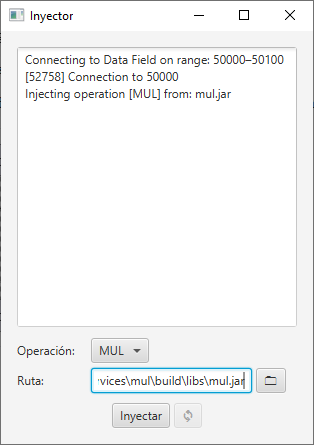 Inyector
Connecting to Data Field on range: 50000–50100
[52758] Connection to 50000
Injecting operation [MUL] from: mul.jar
Operación: MUL
Ruta: vices\mul\build\libs\mul.jar
Inyectar